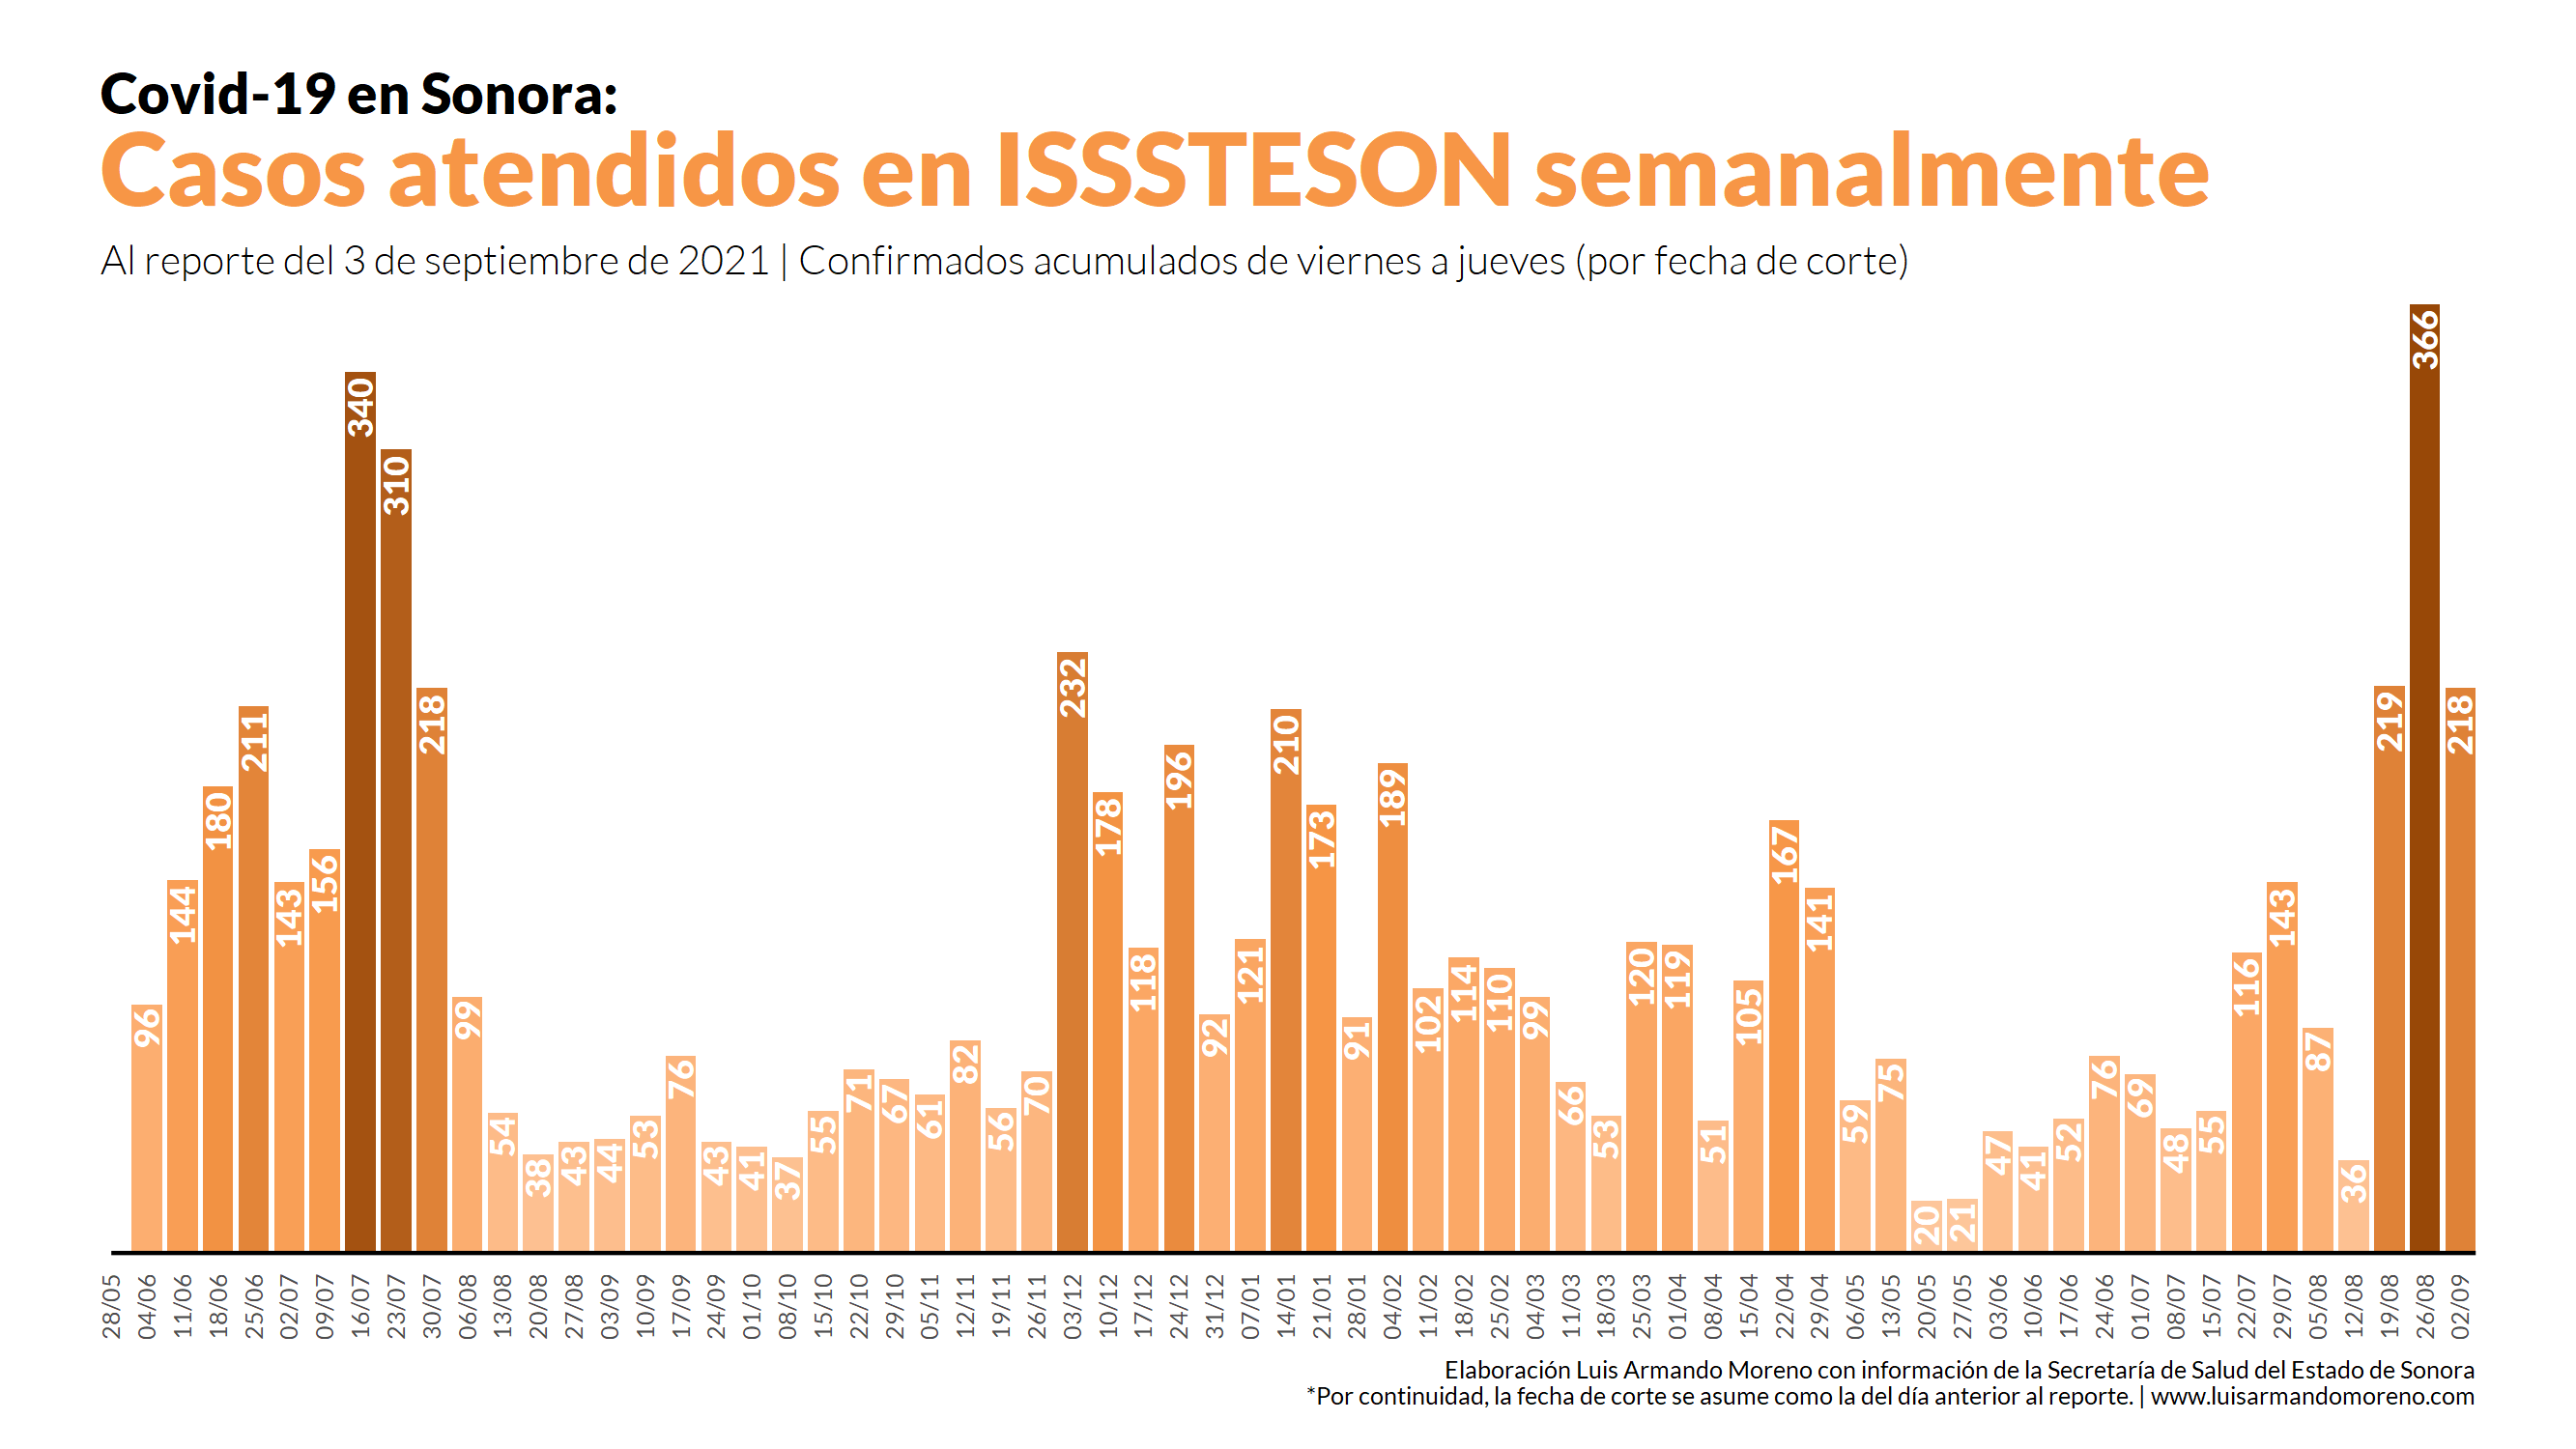 Covid-19 en Sonora:
Casos atendidos en ISSSTESON semanalmente
Al reporte del 3 de septiembre de 2021 | Confirmados acumulados de viernes a jueves (por fecha de corte)
96 144 180 211 143 156 340 310 218 99 54 38 43 44 53 76 43 41 37 55 71 67 61 82 56 70 232 178 118 196 92 121 210 173 91 189 102 114 110 99 66 53 120 119 51 105 167 141 59 75 20 21 47 41 52 76 69 48 55 116 143 87 36 219 366 218
28/05 04/06 11/06 18/06 25/06 02/07 09/07 16/07 23/07 30/07 06/08 13/08 20/08 27/08 03/09 10/09 17/09 24/09 01/10 08/10 15/10 22/10 29/10 05/11 12/11 19/11 26/11 03/12 10/12 17/12 24/12 31/12 07/01 14/01 21/01 28/01 04/02 11/02 18/02 25/02 04/03 11/03 18/03 25/03 01/04 08/04 15/04 22/04 29/04 06/05 13/05 20/05 27/05 03/06 10/06 17/06 24/06 01/07 08/07 15/07 22/07 29/07 05/08 12/08 19/08 26/08 02/09
Elaboración Luis Armando Moreno con información de la Secretaría de Salud del Estado de Sonora
*Por continuidad, la fecha de corte se asume como la del día anterior al reporte. | www.luisarmandomoreno.com